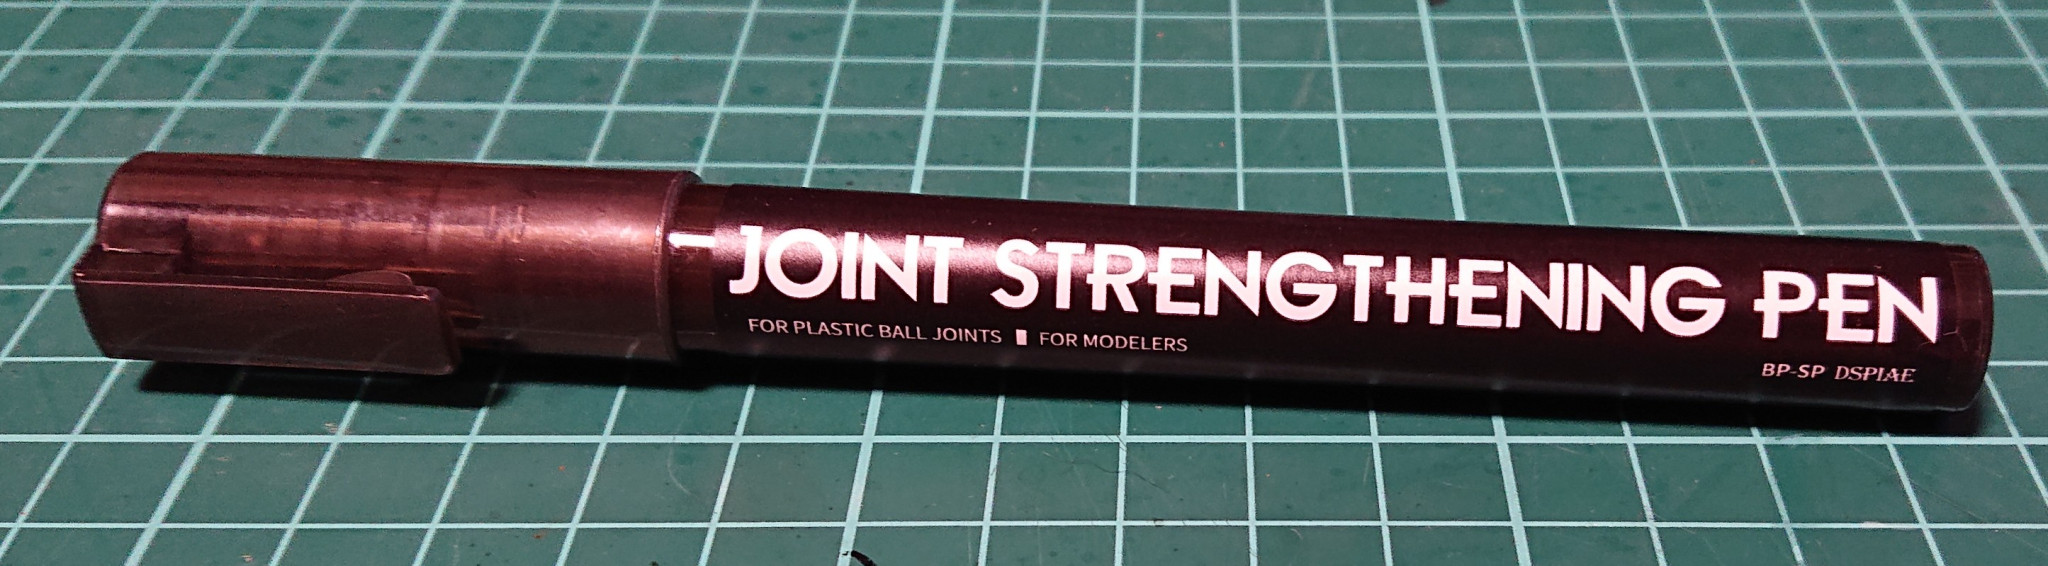 JOINT STRENGTHENING PEN
FOR PLASTIC BALL JOINTS ▮ FOR MODELERS
BP-SP DSPIAE